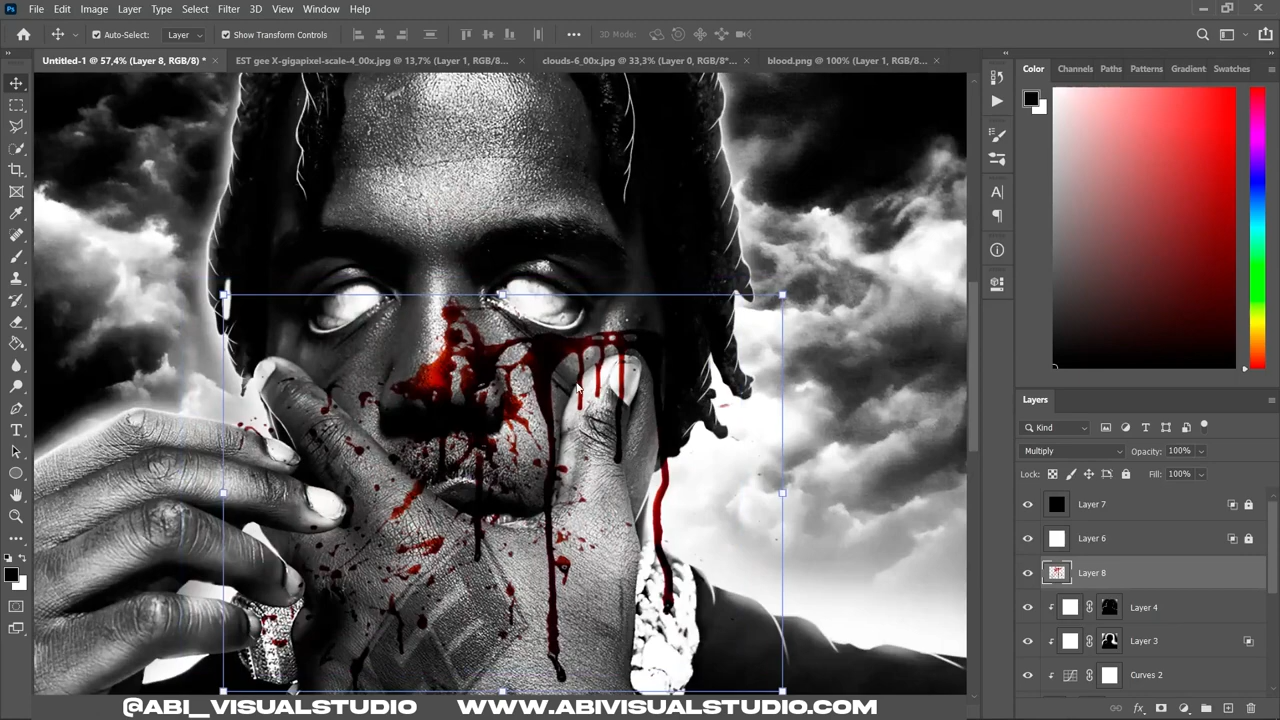 Ps File Edit Image Layer Type Select Filter 3D View Window Help
Auto-Select: Layer Show Transform Controls 3D Mode:
Untitled-1 @ 57,4% (Layer 8, RGB/8) * × EST gee X-gigapixel-scale-4_00x.jpg @ 13,7% (Layer 1, RGB/8... × clouds-6_00x.jpg @ 33,3% (Layer 0, RGB/8*... × blood.png @ 100% (Layer 1, RGB/8... ×
Color Channels Paths Patterns Gradient Swatches
Layers
Kind
Multiply Opacity: 100%
Lock: Fill: 100%
Layer 7
Layer 6
Layer 8
Layer 4
Layer 3
Curves 2
fx
@ABI_VISUALSTUDIO WWW.ABIVISUALSTUDIO.COM